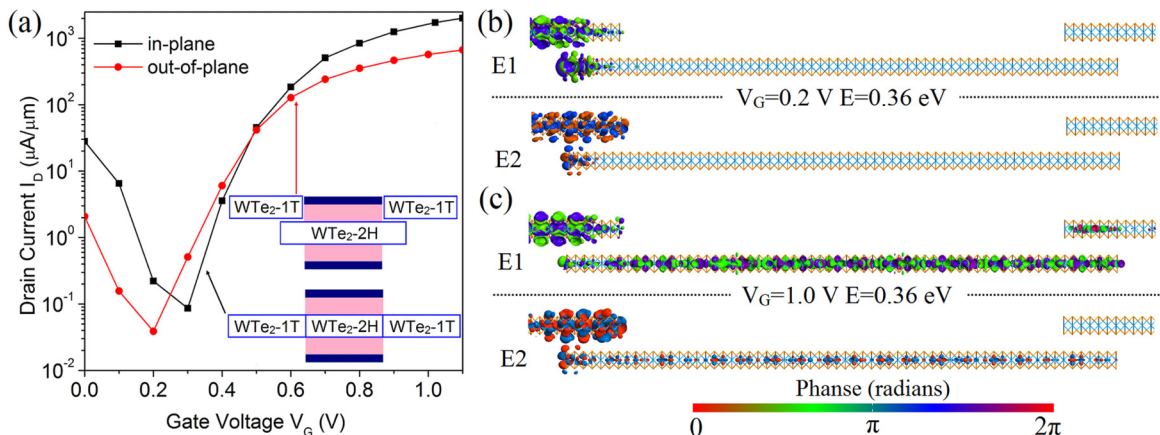 (a)
10³
10²
10¹
10⁰
10⁻¹
10⁻²
Drain Current I_D (μA/μm)
in-plane
out-of-plane
WTe₂-1T WTe₂-1T
WTe₂-2H
WTe₂-1T WTe₂-2H WTe₂-1T
0.0 0.2 0.4 0.6 0.8 1.0
Gate Voltage V_G (V)
(b)
E1
V_G=0.2 V E=0.36 eV
E2
(c)
E1
V_G=1.0 V E=0.36 eV
E2
Phanse (radians)
0 π 2π